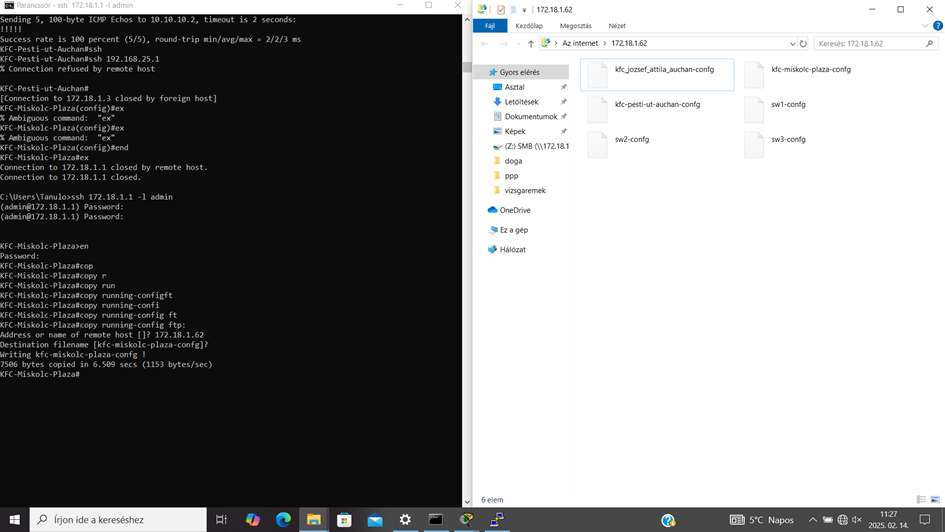 Parancssor - ssh 172.18.1.1 -l admin
Sending 5, 100-byte ICMP Echos to 10.10.10.2, timeout is 2 seconds:
!!!!!
Success rate is 100 percent (5/5), round-trip min/avg/max = 2/2/3 ms
KFC-Pesti-ut-Auchan#ssh
KFC-Pesti-ut-Auchan#ssh 192.168.25.1
% Connection refused by remote host
KFC-Pesti-ut-Auchan#
[Connection to 172.18.1.3 closed by foreign host]
KFC-Miskolc-Plaza(config)#ex
% Ambiguous command:  "ex"
KFC-Miskolc-Plaza(config)#ex
% Ambiguous command:  "ex"
KFC-Miskolc-Plaza(config)#end
KFC-Miskolc-Plaza#ex
Connection to 172.18.1.1 closed by remote host.
Connection to 172.18.1.1 closed.
C:\Users\Tanulo>ssh 172.18.1.1 -l admin
(admin@172.18.1.1) Password:
(admin@172.18.1.1) Password:
KFC-Miskolc-Plaza>en
Password:
KFC-Miskolc-Plaza#cop
KFC-Miskolc-Plaza#copy r
KFC-Miskolc-Plaza#copy run
KFC-Miskolc-Plaza#copy running-configft
KFC-Miskolc-Plaza#copy running-confi
KFC-Miskolc-Plaza#copy running-config ft
KFC-Miskolc-Plaza#copy running-config ftp:
Address or name of remote host []? 172.18.1.62
Destination filename [kfc-miskolc-plaza-confg]?
Writing kfc-miskolc-plaza-confg !
7506 bytes copied in 6.509 secs (1153 bytes/sec)
KFC-Miskolc-Plaza#
172.18.1.62
Fájl Kezdőlap Megosztás Nézet
Az internet > 172.18.1.62
Keresés: 172.18.1.62
Gyors elérés
Asztal
Letöltések
Dokumentumok
Képek
(Z:) SMB (\\172.18.1
doga
ppp
vizsgaremek
OneDrive
Ez a gép
Hálózat
kfc_jozsef_attila_auchan-confg
kfc-miskolc-plaza-confg
kfc-pesti-ut-auchan-confg
sw1-confg
sw2-confg
sw3-confg
6 elem
Írjon ide a kereséshez
5°C Napos
11:27
2025. 02. 14.